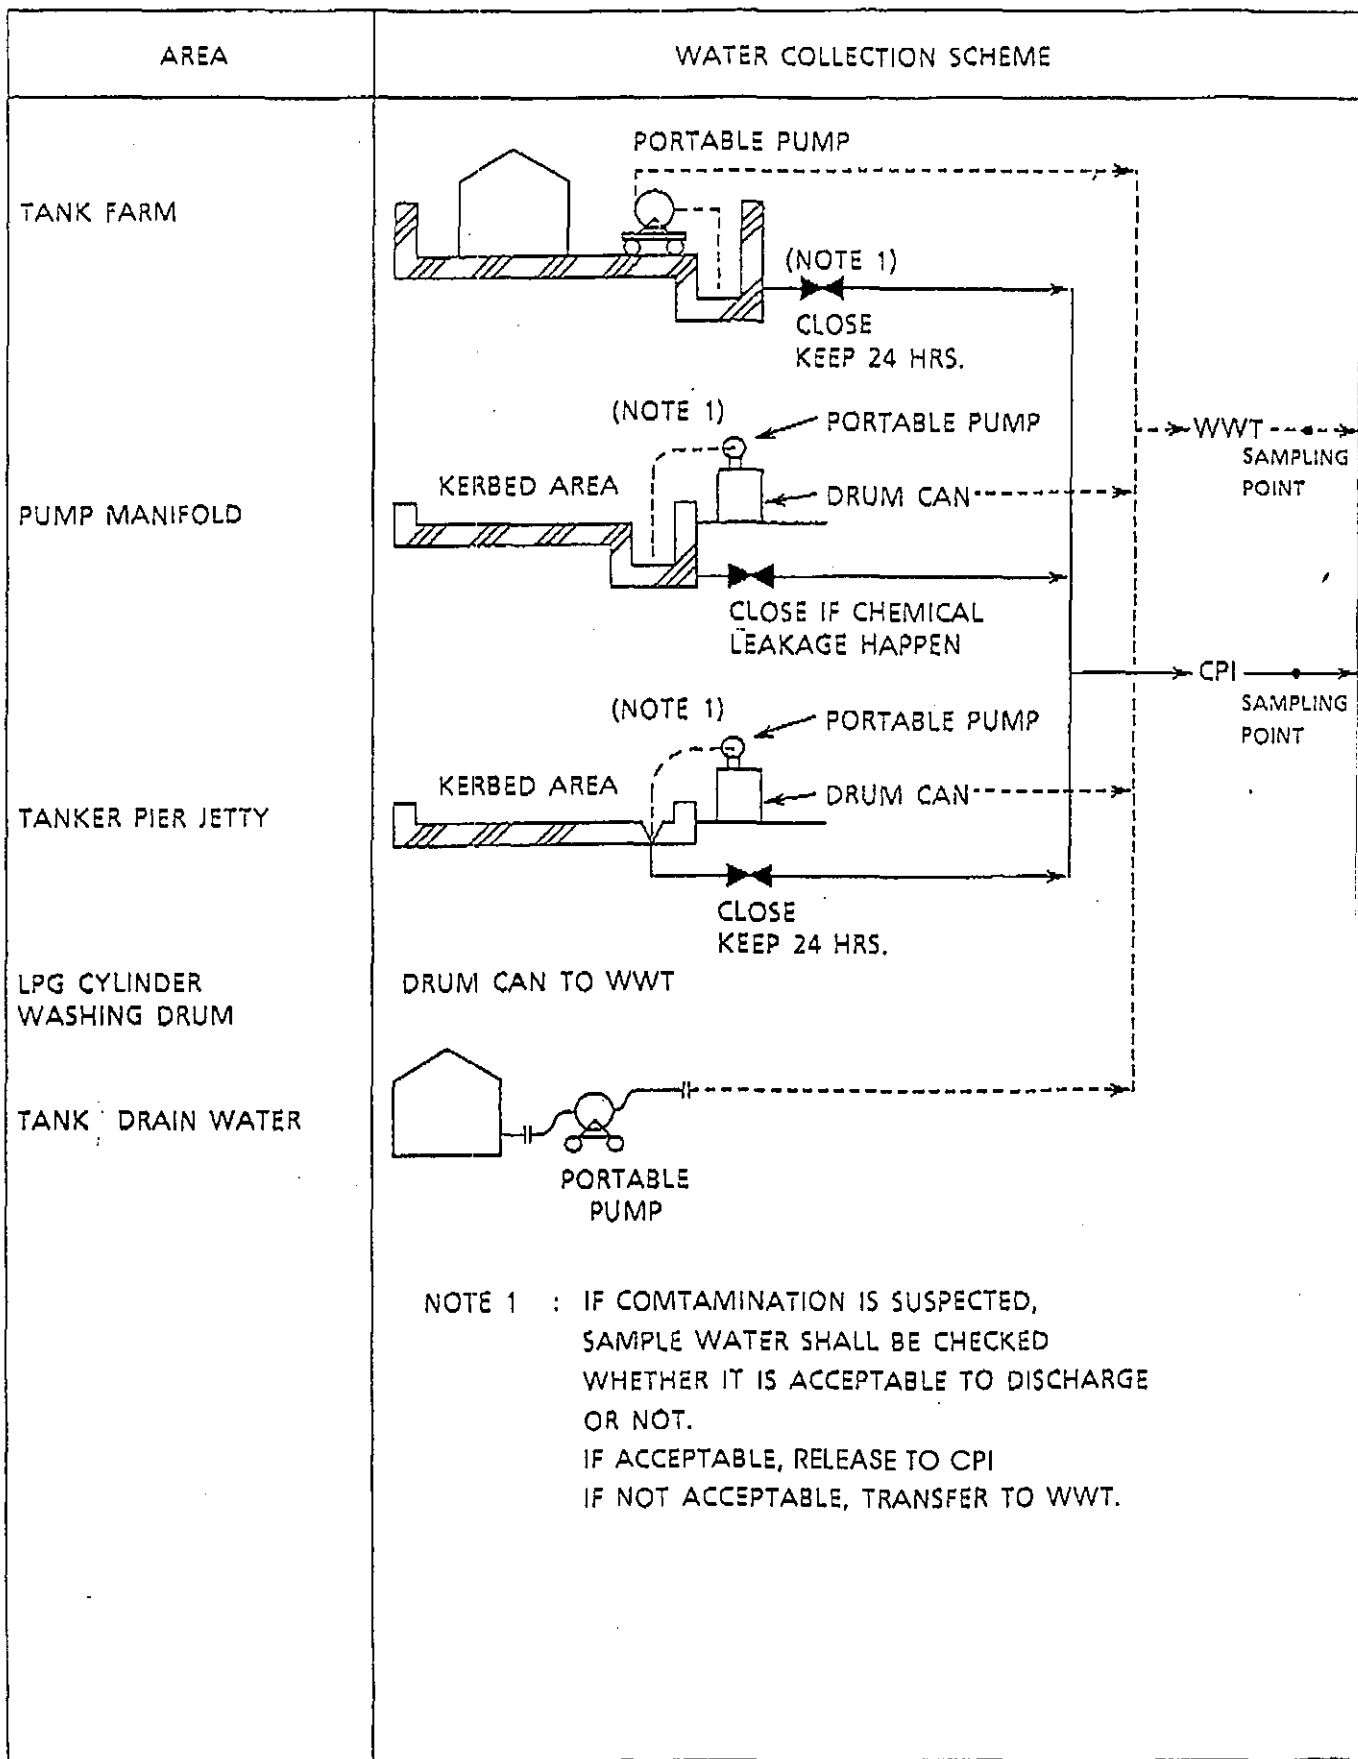 AREA
WATER COLLECTION SCHEME
PORTABLE PUMP
TANK FARM
(NOTE 1)
CLOSE
KEEP 24 HRS.
(NOTE 1)
PORTABLE PUMP
WWT
SAMPLING
POINT
KERBED AREA
DRUM CAN
PUMP MANIFOLD
CLOSE IF CHEMICAL
LEAKAGE HAPPEN
CPI
SAMPLING
POINT
(NOTE 1)
PORTABLE PUMP
KERBED AREA
DRUM CAN
TANKER PIER JETTY
CLOSE
KEEP 24 HRS.
LPG CYLINDER
WASHING DRUM
DRUM CAN TO WWT
TANK DRAIN WATER
PORTABLE
PUMP
NOTE 1 : IF COMTAMINATION IS SUSPECTED,
SAMPLE WATER SHALL BE CHECKED
WHETHER IT IS ACCEPTABLE TO DISCHARGE
OR NOT.
IF ACCEPTABLE, RELEASE TO CPI
IF NOT ACCEPTABLE, TRANSFER TO WWT.